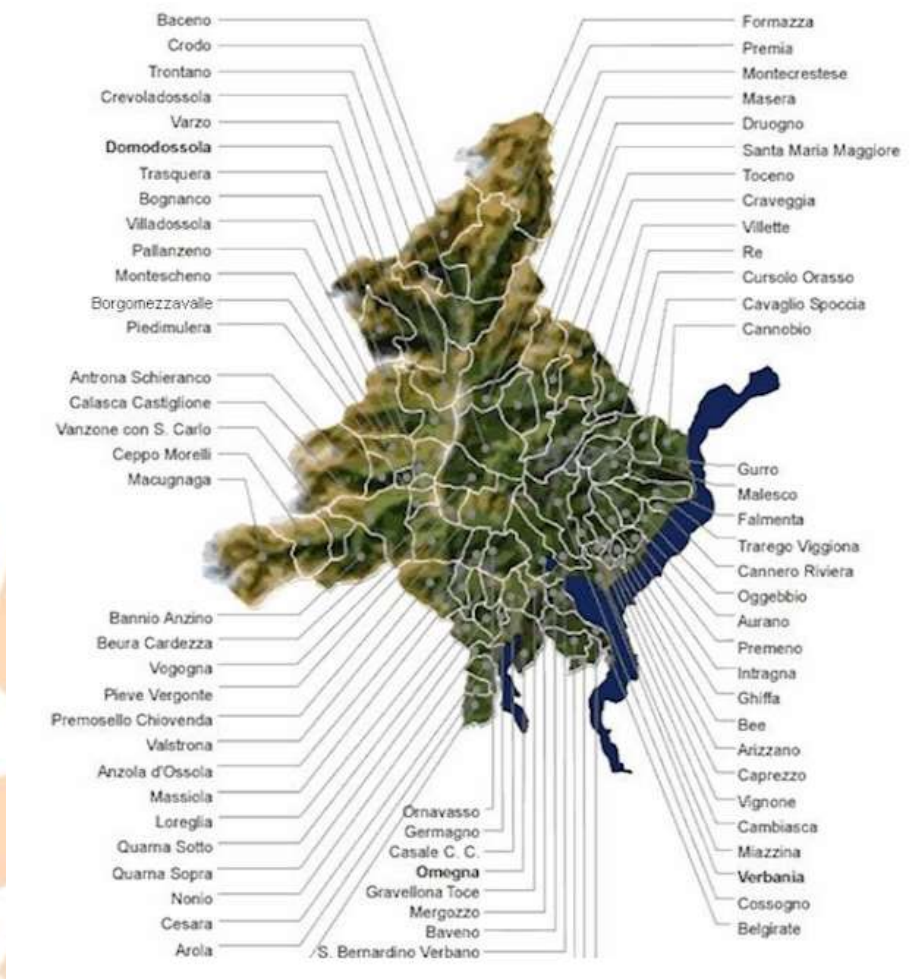 Baceno
Crodo
Trontano
Crevoladossola
Varzo
Domodossola
Trasquera
Bognanco
Villadossola
Pallanzeno
Montescheno
Borgomezzavalle
Piedimulera
Antrona Schieranco
Calasca Castiglione
Vanzone con S. Carlo
Ceppo Morelli
Macugnaga
Bannio Anzino
Beura Cardezza
Vogogna
Pieve Vergonte
Premosello Chiovenda
Valstrona
Anzola d'Ossola
Massiola
Loreglia
Quarna Sotto
Quarna Sopra
Nonio
Cesara
Arola
Ornavasso
Germagno
Casale C. C.
Omegna
Gravellona Toce
Mergozzo
Baveno
S. Bernardino Verbano
Formazza
Premia
Montecrestese
Masera
Druogno
Santa Maria Maggiore
Toceno
Craveggia
Villette
Re
Cursolo Orasso
Cavaglio Spoccia
Cannobio
Gurro
Malesco
Falmenta
Trarego Viggiona
Cannero Riviera
Oggebbio
Aurano
Premeno
Intragna
Ghiffa
Bee
Arizzano
Caprezzo
Vignone
Cambiasca
Miazzina
Verbania
Cossogno
Belgirate